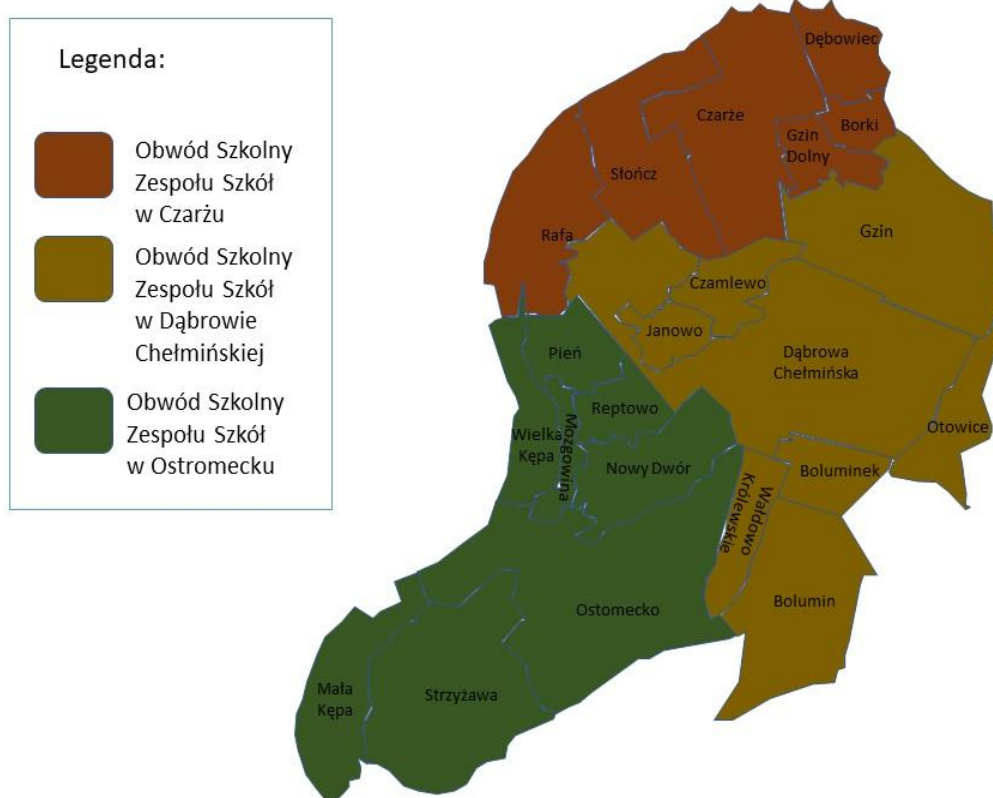 Legenda:
Obwód Szkolny
Zespołu Szkół
w Czarżu
Obwód Szkolny
Zespołu Szkół
w Dąbrowie
Chełmińskiej
Obwód Szkolny
Zespołu Szkół
w Ostromecku
Dębowiec
Czarże
Borki
Gzin
Dolny
Słończ
Rafa
Gzin
Czamlewo
Janowo
Pień
Dąbrowa
Chełmińska
Reptowo
Otowice
Wielka
Kępa
Mozgowina
Nowy Dwór
Boluminek
Wałdowo
Królewskie
Ostomecko
Bolumin
Mała
Kępa
Strzyżawa